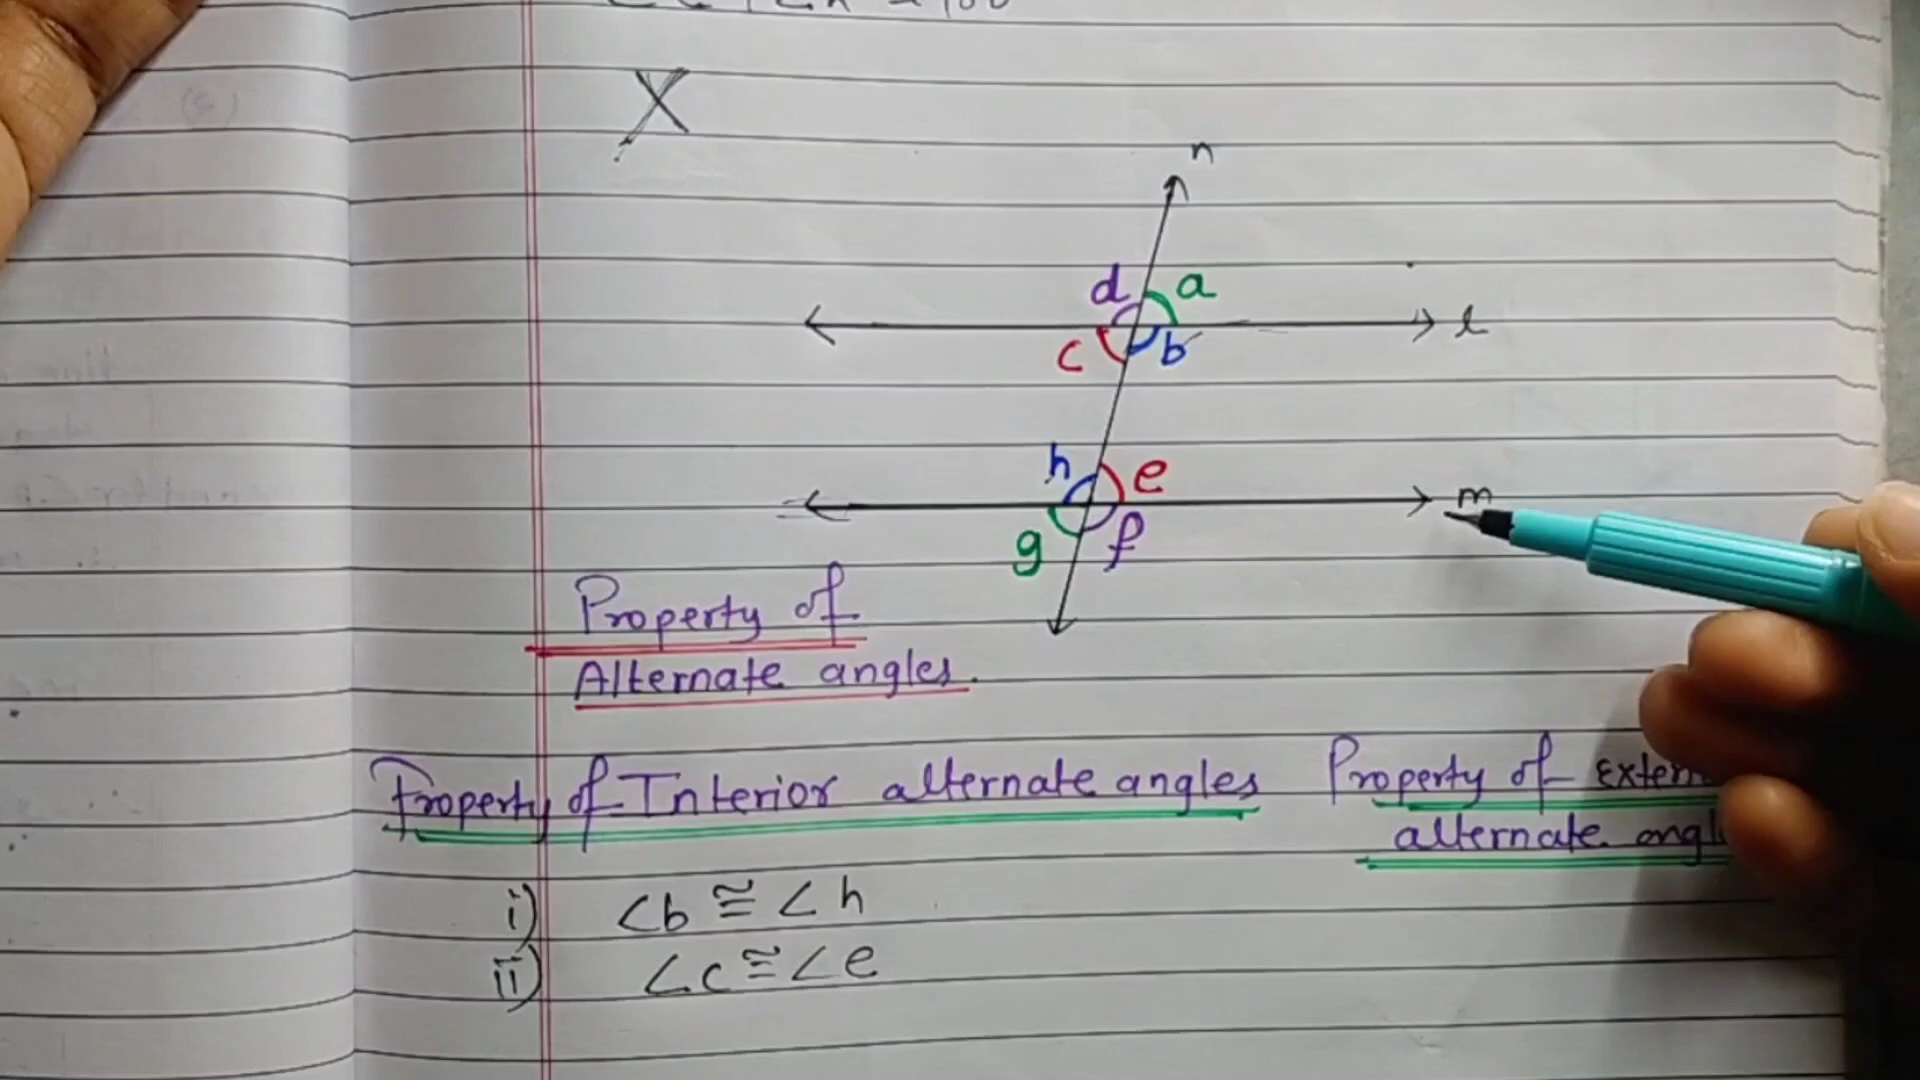 n
d a
l
c b
h e
m
g f
Property of
Alternate angles.
Property of Interior alternate angles
Property of
alternate
i) ∠b ≅ ∠h
ii) ∠c ≅ ∠e